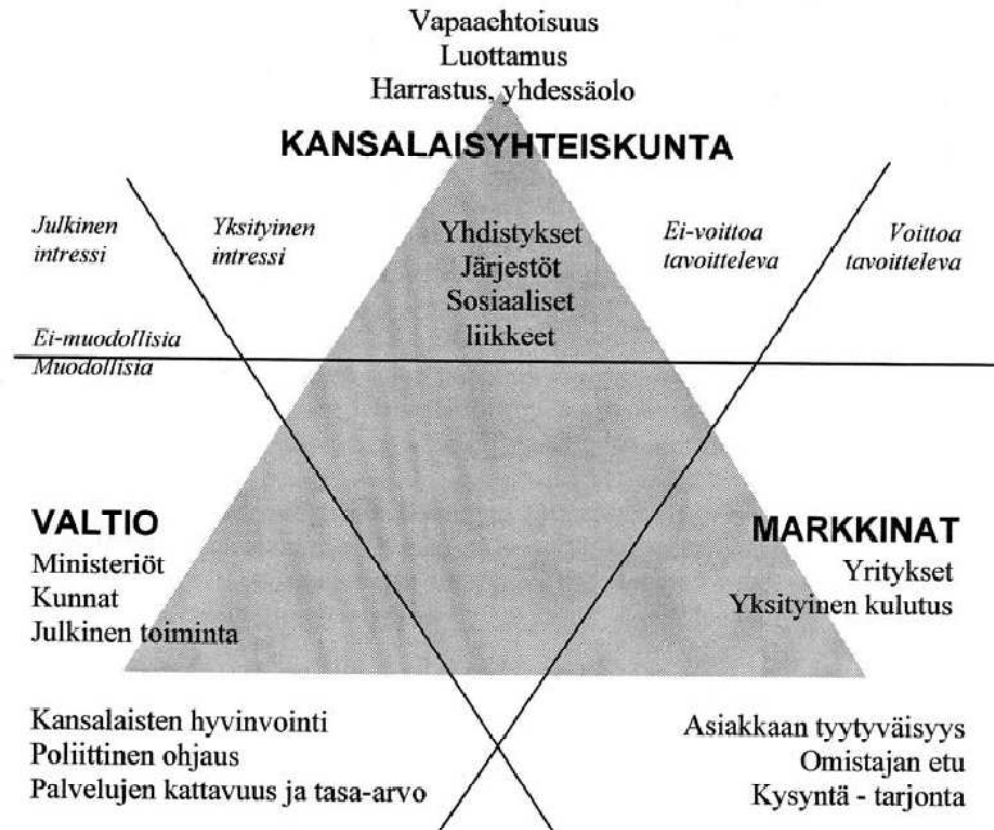 Vapaaehtoisuus
Luottamus
Harrastus, yhdessäolo
KANSALAISYHTEISKUNTA
Julkinen
intressi
Yksityinen
intressi
Yhdistykset
Järjestöt
Sosiaaliset
liikkeet
Ei-voittoa
tavoitteleva
Voittoa
tavoitteleva
Ei-muodollisia
Muodollisia
VALTIO
Ministeriöt
Kunnat
Julkinen toiminta
MARKKINAT
Yritykset
Yksityinen kulutus
Kansalaisten hyvinvointi
Poliittinen ohjaus
Palvelujen kattavuus ja tasa-arvo
Asiakkaan tyytyväisyys
Omistajan etu
Kysyntä - tarjonta